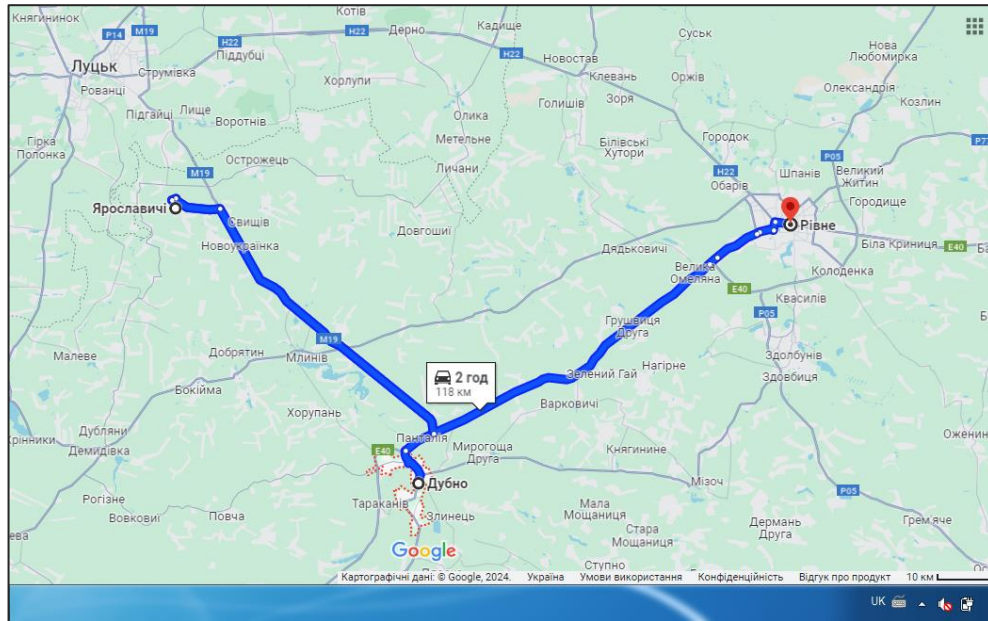 Княгининок
Котів
P14
M19
H22
Дерно
Кадище
H22
Суськ
Нова
Любомирка
Піддубці
Новостав
Луцьк
Струмівка
Хорлупи
Клевань
Оржів
Рованці
Олександрія
Голишів
Зоря
Козлин
Підгайці
Лище
Воротнів
Олика
Гірка
Полонка
Метельне
Білівські
Хутори
Городок
P05
Острожець
Личани
H22
Шпанів
Великий
Житин
M19
Обарів
Городище
Ярославичі
Свищів
Довгошиї
Рівне
Новоукраїнка
Дядьковичі
Біла Криниця
E40
Велика
Омеляна
Колоденка
E40
Квасилів
Грушвиця
Друга
P05
M19
Малеве
Добрятин
Млинів
Здолбунів
2 год
118 км
Зелений Гай
Нагірне
Здовбиця
Бокійма
Хорупань
Варковичі
Дубляни
Панталія
Демидівка
E40
Мирогоща
Друга
Княгинине
Дубно
Мізоч
P05
Рогізне
Тараканів
Вовковиї
Повча
Злинець
Мала
Мощаниця
Дермань
Друга
Грем'яче
Стара
Мощаниця
Google
Ступно
Картографічні дані: © Google, 2024.
Україна
Умови використання
Конфіденційність
Відгук про продукт
10 км
UK